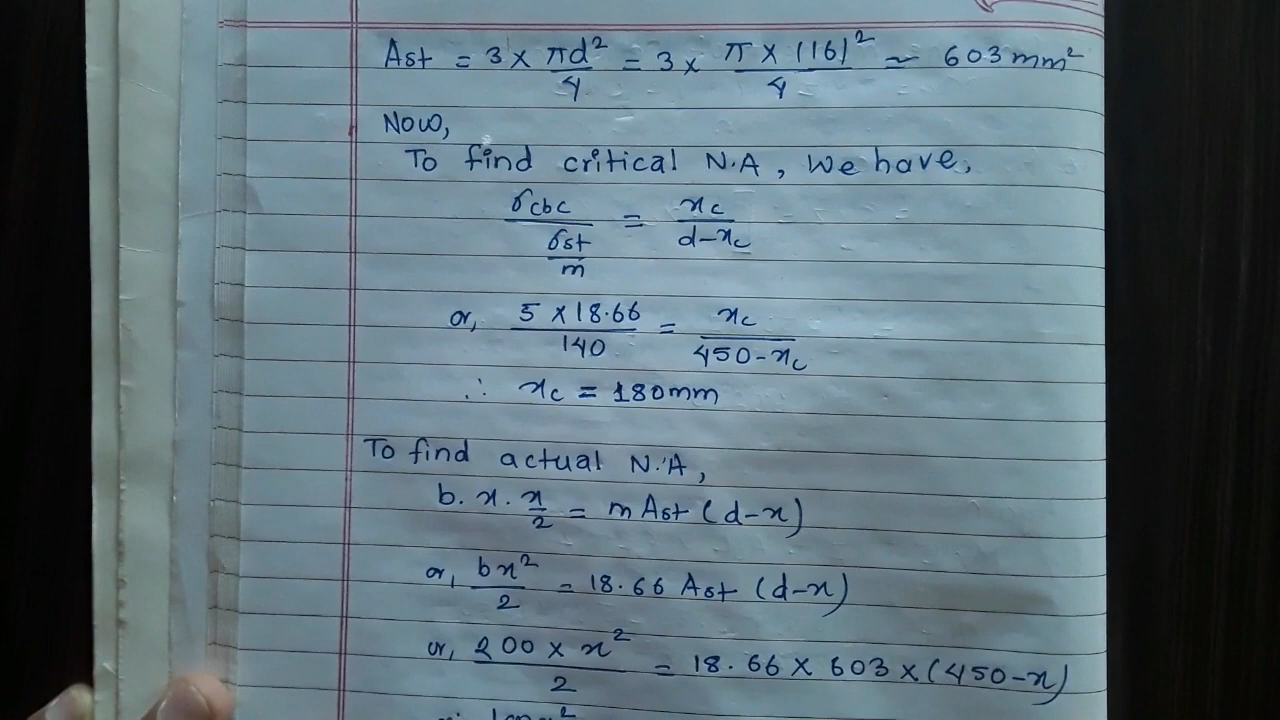 Ast = 3 × πd²/4 = 3 × π × (16)²/4 ≈ 603 mm²
Now,
To find critical N.A, We have,
σcbc/(σst/m) = xc/(d-xc)
or, 5 × 18.66/140 = xc/(450-xc)
∴ xc = 180mm
To find actual N.A,
b. x. x/2 = m Ast (d-x)
or, bx²/2 = 18.66 Ast (d-x)
or, 200 × x²/2 = 18.66 × 603 × (450-x)